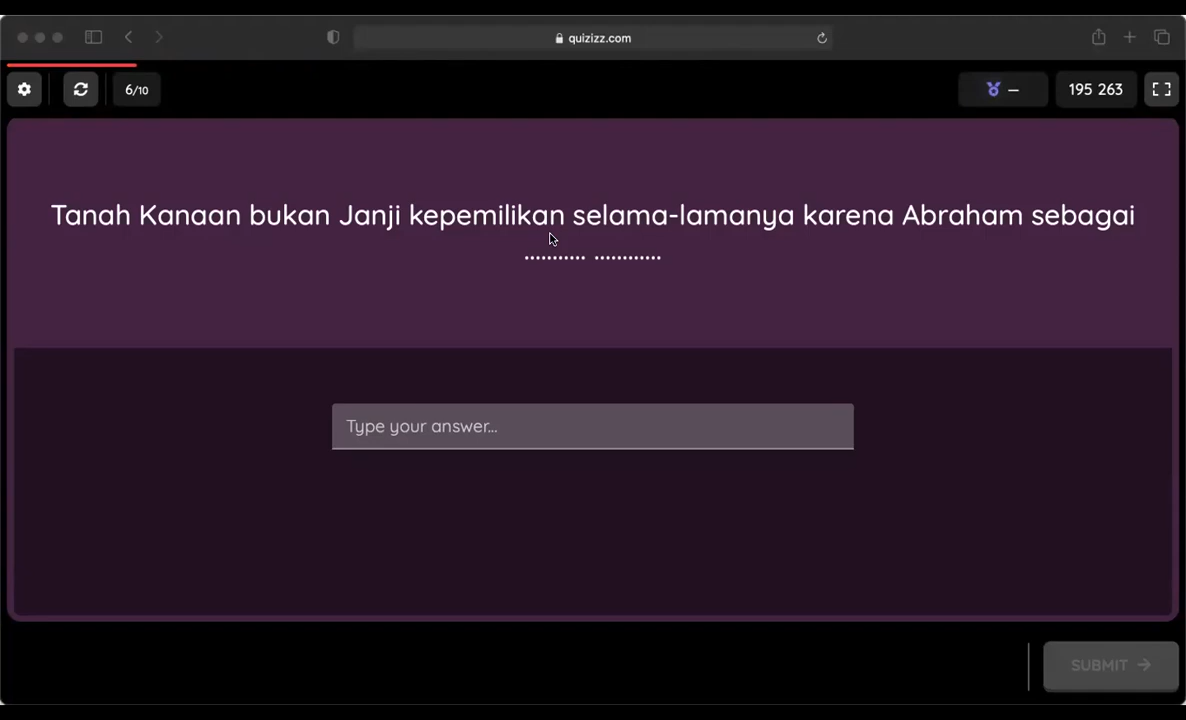 quizizz.com
6/10
–
195 263
Tanah Kanaan bukan Janji kepemilikan selama-lamanya karena Abraham sebagai
........... ............
Type your answer...
SUBMIT →